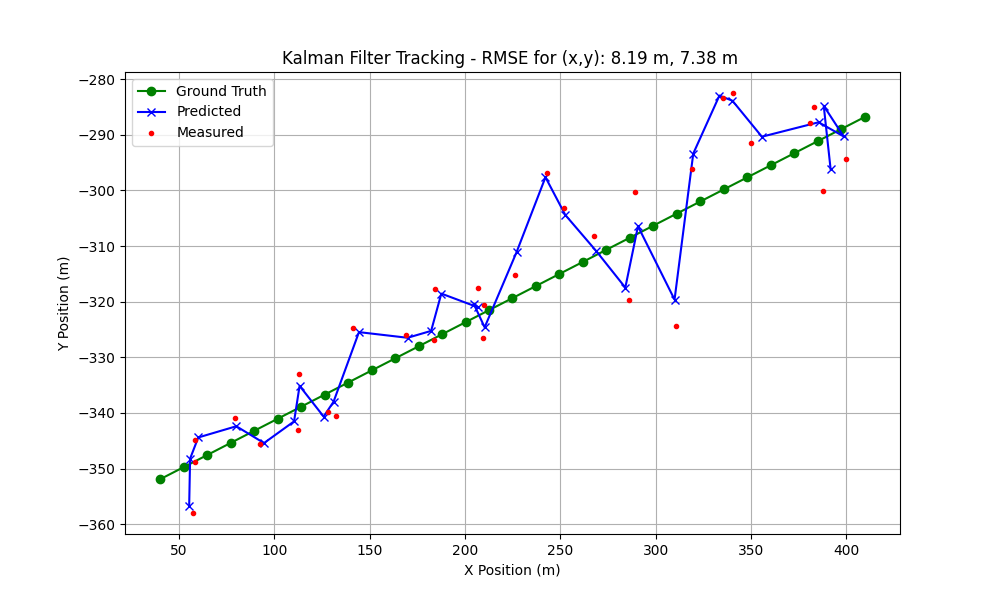 Kalman Filter Tracking - RMSE for (x,y): 8.19 m, 7.38 m
Ground Truth
Predicted
Measured
Y Position (m)
−280
−290
−300
−310
−320
−330
−340
−350
−360
50 100 150 200 250 300 350 400
X Position (m)